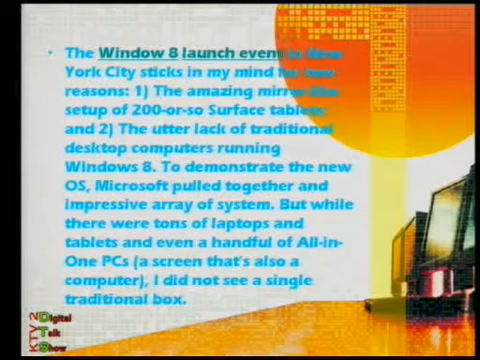 • The Window 8 launch event in New
York City sticks in my mind for two
reasons: 1) The amazing mirror-like
setup of 200-or-so Surface tablets;
and 2) The utter lack of traditional
desktop computers running
Windows 8. To demonstrate the new
OS, Microsoft pulled together and
impressive array of system. But while
there were tons of laptops and
tablets and even a handful of All-in-
One PCs (a screen that's also a
computer), I did not see a single
traditional box.
KTV 2
Digital
Talk
Show